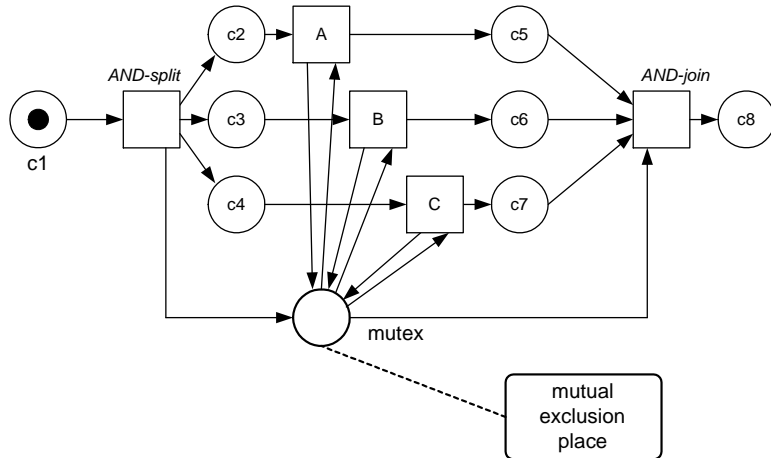 c2
A
c5
AND-split
AND-join
c3
B
c6
c8
c1
c4
C
c7
mutex
mutual
exclusion
place